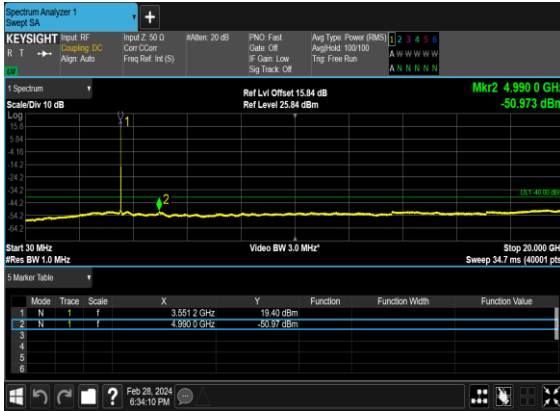 Spectrum Analyzer 1
Swept SA
+
KEYSIGHT Input: RF Input Z: 50 Ω #Atten: 20 dB PNO: Fast Avg Type: Power (RMS) 1 2 3 4 5 6
R T Coupling: DC Corr CCorr Gate: Off Avg|Hold: 100/100 A W W W W W
Align: Auto Freq Ref: Int (S) IF Gain: Low Trig: Free Run
Sig Track: Off A N N N N N
1 Spectrum
Scale/Div 10 dB
Ref Lvl Offset 15.84 dB
Ref Level 25.84 dBm
Mkr2 4.990 0 GHz
-50.973 dBm
Log
15.8
5.84
-4.16
-14.2
-24.2
-34.2
-44.2
-54.2
-64.2
1
2
DL1 -40.00 dBm
Start 30 MHz Video BW 3.0 MHz* Stop 20.000 GH
#Res BW 1.0 MHz Sweep 34.7 ms (40001 pts
5 Marker Table
Mode Trace Scale X Y Function Function Width Function Value
1 N 1 f 3.551 2 GHz 19.40 dBm
2 N 1 f 4.990 0 GHz -50.97 dBm
3
4
5
6
? Feb 28, 2024
6:34:10 PM